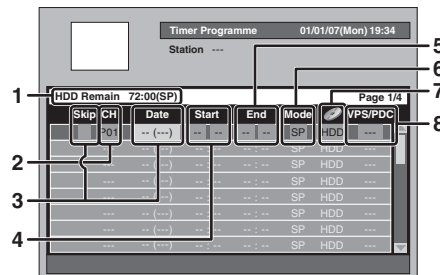 Timer Programme 01/01/07(Mon) 19:34
Station ---
5
6
7
1 HDD Remain 72:00(SP) Page 1/4
Skip CH Date Start End Mode VPS/PDC
P01 -- (---) -- : -- -- : -- SP HDD --- 8
--- -- (---) -- : -- -- : -- SP HDD ---
2 --- -- (---) -- : -- -- : -- SP HDD ---
--- -- (---) -- : -- -- : -- SP HDD ---
3 --- -- (---) -- : -- -- : -- SP HDD ---
--- -- (---) -- : -- -- : -- SP HDD ---
4 --- -- (---) -- : -- -- : -- SP HDD ---
--- -- (---) -- : -- -- : -- SP HDD ---